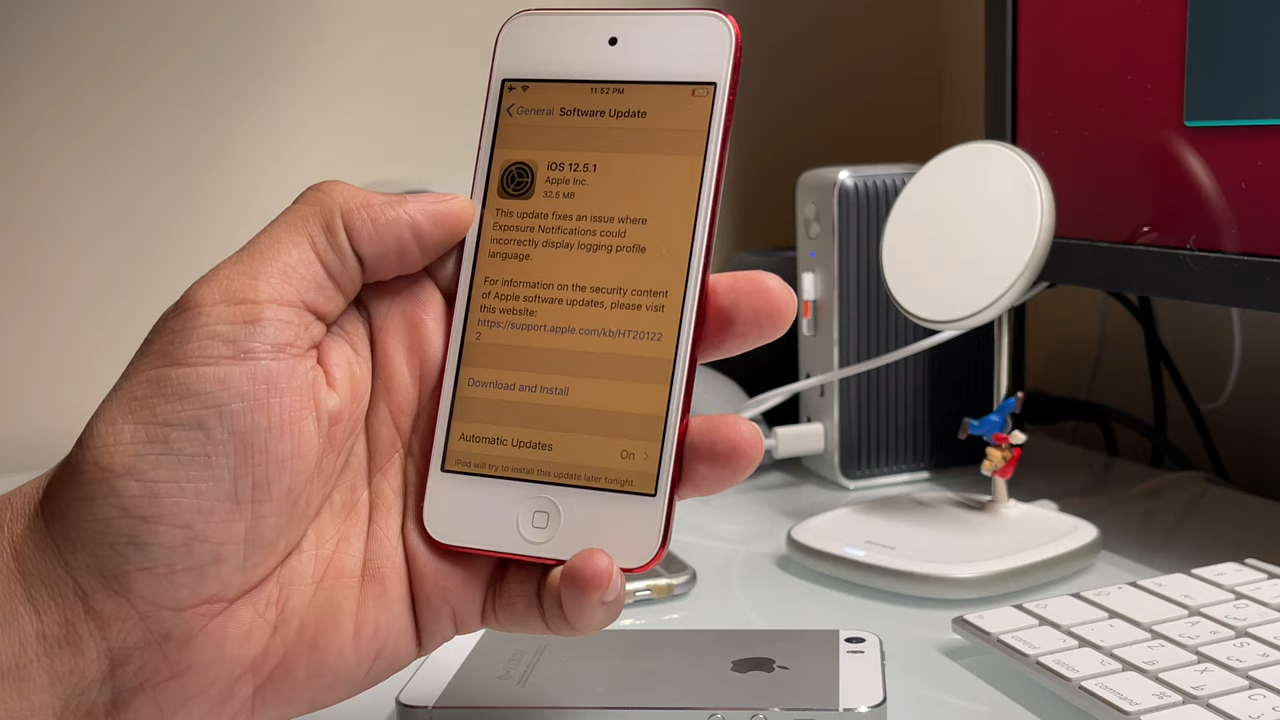 11:52 PM
General Software Update
iOS 12.5.1
Apple Inc.
32.5 MB
This update fixes an issue where
Exposure Notifications could
incorrectly display logging profile
language.
For information on the security content
of Apple software updates, please visit
this website:
https://support.apple.com/kb/HT20122
2
Download and Install
Automatic Updates
On
iPod will try to install this update later tonight.
control
option
command
Q
A
S
Z
X
C